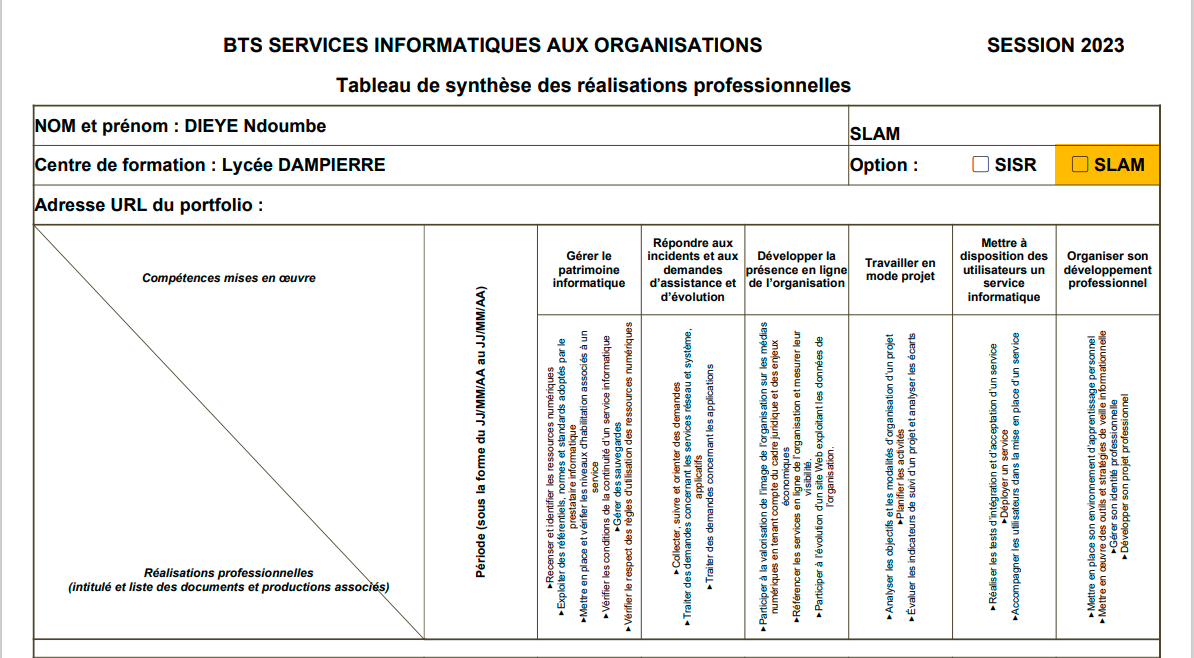 BTS SERVICES INFORMATIQUES AUX ORGANISATIONS SESSION 2023
Tableau de synthèse des réalisations professionnelles
NOM et prénom : DIEYE Ndoumbe
SLAM
Centre de formation : Lycée DAMPIERRE
Option : ☐ SISR ☐ SLAM
Adresse URL du portfolio :
Compétences mises en œuvre
Réalisations professionnelles
(intitulé et liste des documents et productions associés)
Période (sous la forme du JJ/MM/AA au JJ/MM/AA)
Gérer le
patrimoine
informatique
Répondre aux
incidents et aux
demandes
d’assistance et
d’évolution
Développer la
présence en ligne
de l’organisation
Travailler en
mode projet
Mettre à
disposition des
utilisateurs un
service
informatique
Organiser son
développement
professionnel
▸Recenser et identifier les ressources numériques
▸Exploiter des référentiels, normes et standards adoptés par le
prestataire informatique
▸Mettre en place et vérifier les niveaux d’habilitation associés à un
service
▸Vérifier les conditions de la continuité d’un service informatique
▸Gérer des sauvegardes
▸Vérifier le respect des règles d’utilisation des ressources numériques
▸Collecter, suivre et orienter des demandes
▸Traiter des demandes concernant les services réseau et système,
applicatifs
▸Traiter des demandes concernant les applications
▸Participer à la valorisation de l’image de l’organisation sur les médias
numériques en tenant compte du cadre juridique et des enjeux
économiques
▸Référencer les services en ligne de l’organisation et mesurer leur
visibilité.
▸Participer à l’évolution d’un site Web exploitant les données de
l’organisation.
▸Analyser les objectifs et les modalités d’organisation d’un projet
▸Planifier les activités
▸Évaluer les indicateurs de suivi d’un projet et analyser les écarts
▸Réaliser les tests d’intégration et d’acceptation d’un service
▸Déployer un service
▸Accompagner les utilisateurs dans la mise en place d’un service
▸Mettre en place son environnement d’apprentissage personnel
▸Mettre en œuvre des outils et stratégies de veille informationnelle
▸Gérer son identité professionnelle
▸Développer son projet professionnel